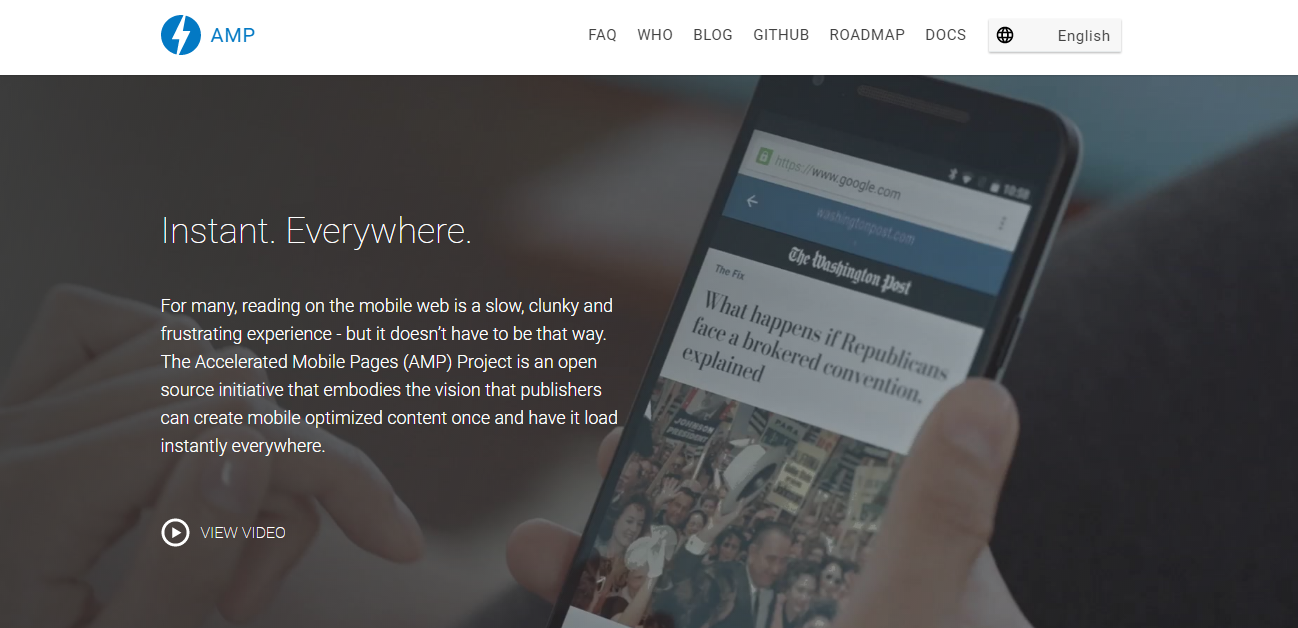 AMP
FAQ WHO BLOG GITHUB ROADMAP DOCS English
Instant. Everywhere.
For many, reading on the mobile web is a slow, clunky and
frustrating experience - but it doesn’t have to be that way.
The Accelerated Mobile Pages (AMP) Project is an open
source initiative that embodies the vision that publishers
can create mobile optimized content once and have it load
instantly everywhere.
VIEW VIDEO
10:58
https://www.google.com
washingtonpost.com
The Washington Post
The Fix
What happens if Republicans
face a brokered convention,
explained
JOHNSON
PRESIDENT
PARA